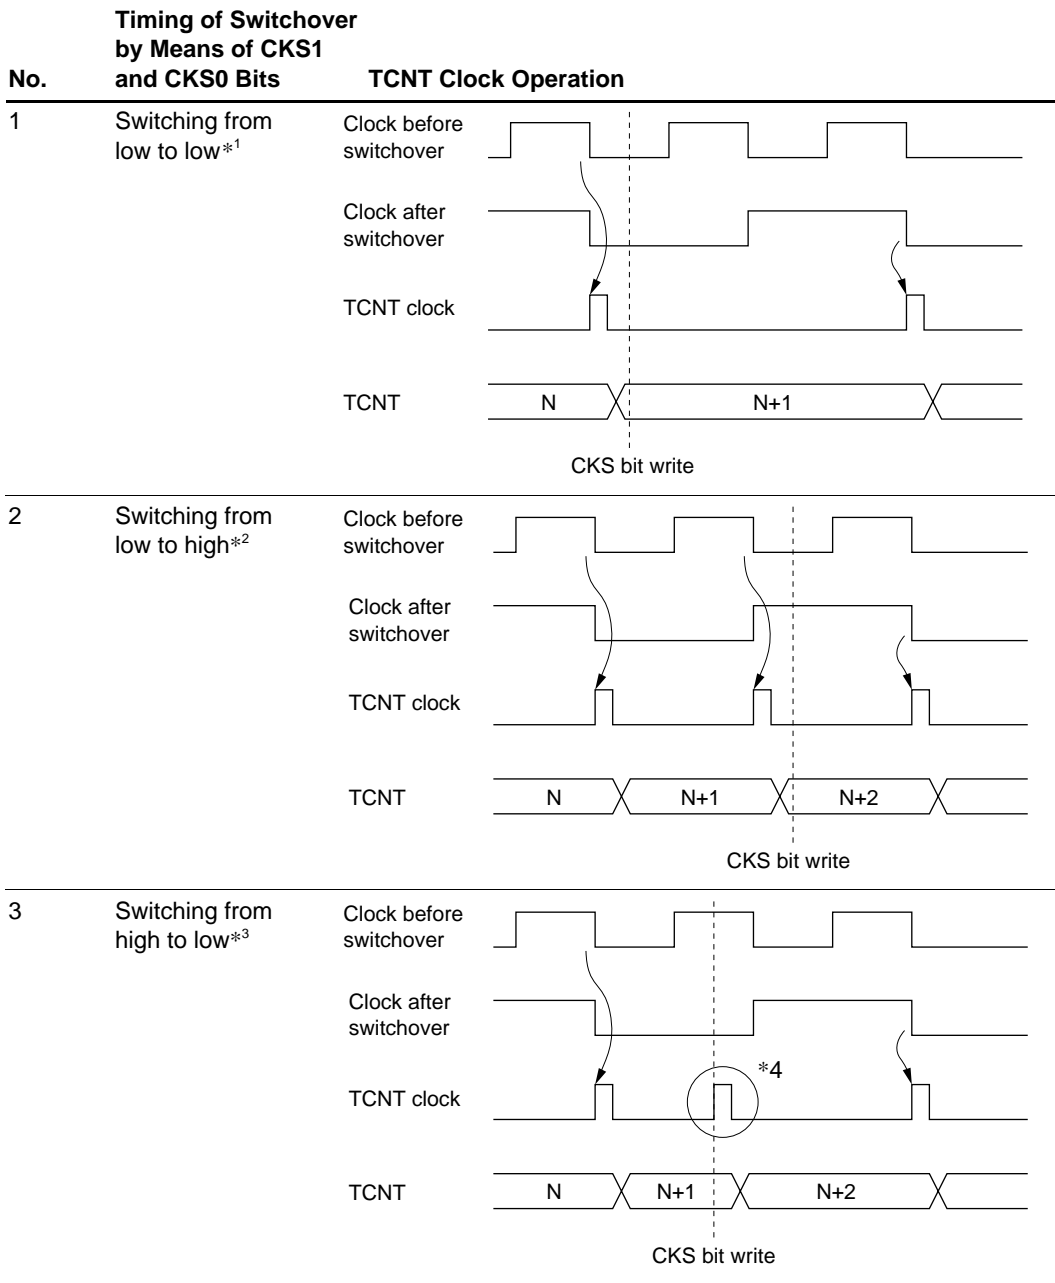 Timing of Switchover
by Means of CKS1
No. and CKS0 Bits TCNT Clock Operation
1 Switching from
low to low*1
Clock before
switchover
Clock after
switchover
TCNT clock
TCNT N N+1
CKS bit write
2 Switching from
low to high*2
Clock before
switchover
Clock after
switchover
TCNT clock
TCNT N N+1 N+2
CKS bit write
3 Switching from
high to low*3
Clock before
switchover
Clock after
switchover
*4
TCNT clock
TCNT N N+1 N+2
CKS bit write